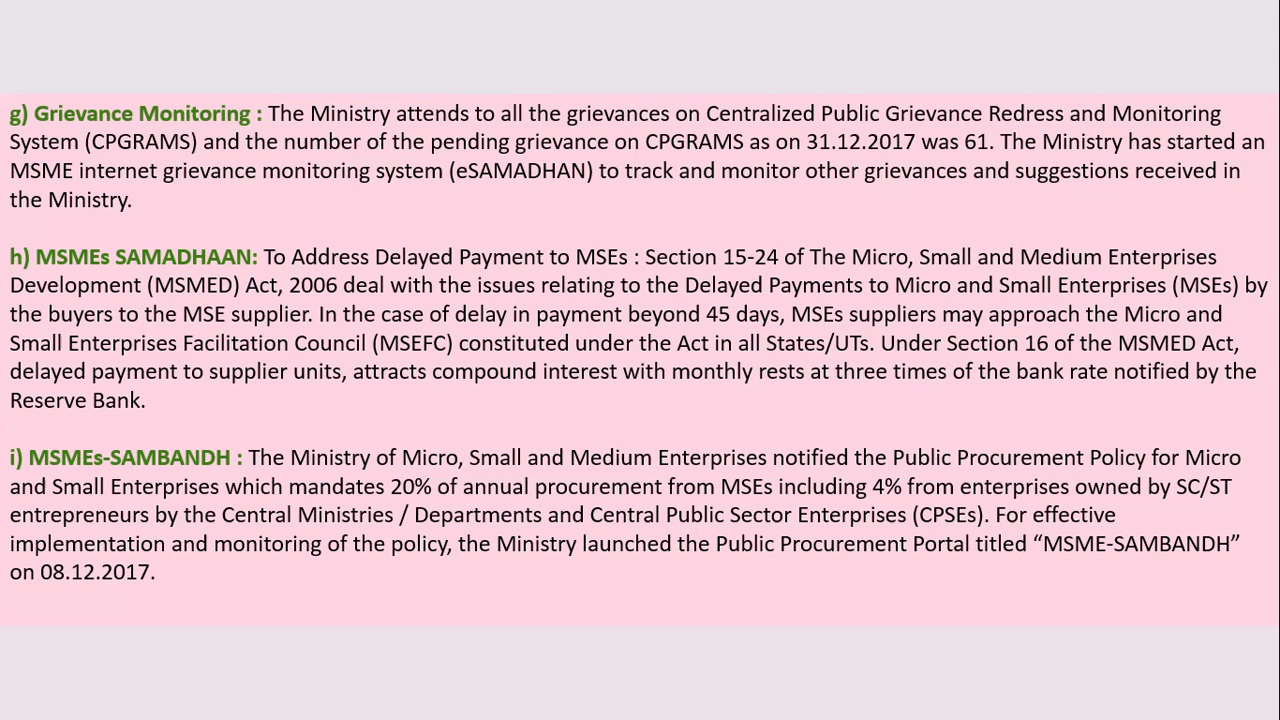 g) Grievance Monitoring : The Ministry attends to all the grievances on Centralized Public Grievance Redress and Monitoring
System (CPGRAMS) and the number of the pending grievance on CPGRAMS as on 31.12.2017 was 61. The Ministry has started an
MSME internet grievance monitoring system (eSAMADHAN) to track and monitor other grievances and suggestions received in
the Ministry.
h) MSMEs SAMADHAAN: To Address Delayed Payment to MSEs : Section 15-24 of The Micro, Small and Medium Enterprises
Development (MSMED) Act, 2006 deal with the issues relating to the Delayed Payments to Micro and Small Enterprises (MSEs) by
the buyers to the MSE supplier. In the case of delay in payment beyond 45 days, MSEs suppliers may approach the Micro and
Small Enterprises Facilitation Council (MSEFC) constituted under the Act in all States/UTs. Under Section 16 of the MSMED Act,
delayed payment to supplier units, attracts compound interest with monthly rests at three times of the bank rate notified by the
Reserve Bank.
i) MSMEs-SAMBANDH : The Ministry of Micro, Small and Medium Enterprises notified the Public Procurement Policy for Micro
and Small Enterprises which mandates 20% of annual procurement from MSEs including 4% from enterprises owned by SC/ST
entrepreneurs by the Central Ministries / Departments and Central Public Sector Enterprises (CPSEs). For effective
implementation and monitoring of the policy, the Ministry launched the Public Procurement Portal titled “MSME-SAMBANDH”
on 08.12.2017.